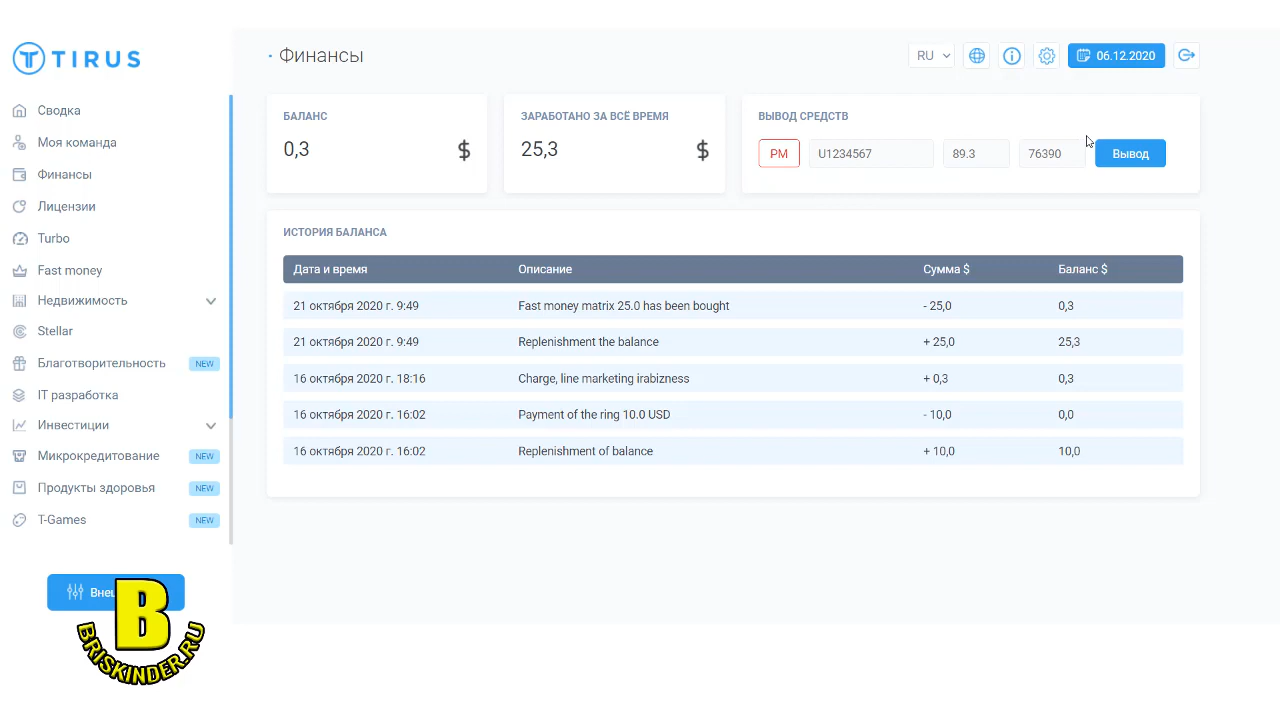 TIRUS
Сводка
Моя команда
Финансы
Лицензии
Turbo
Fast money
Недвижимость
Stellar
Благотворительность NEW
IT разработка
Инвестиции
Микрокредитование NEW
Продукты здоровья NEW
T-Games NEW
B
BRISKINDER.RU
· Финансы
RU
06.12.2020
БАЛАНС
0,3 $
ЗАРАБОТАНО ЗА ВСЁ ВРЕМЯ
25,3 $
ВЫВОД СРЕДСТВ
PM U1234567 89.3 76390 Вывод
ИСТОРИЯ БАЛАНСА
Дата и время Описание Сумма $ Баланс $
21 октября 2020 г. 9:49 Fast money matrix 25.0 has been bought - 25,0 0,3
21 октября 2020 г. 9:49 Replenishment the balance + 25,0 25,3
16 октября 2020 г. 18:16 Charge, line marketing irabizness + 0,3 0,3
16 октября 2020 г. 16:02 Payment of the ring 10.0 USD - 10,0 0,0
16 октября 2020 г. 16:02 Replenishment of balance + 10,0 10,0